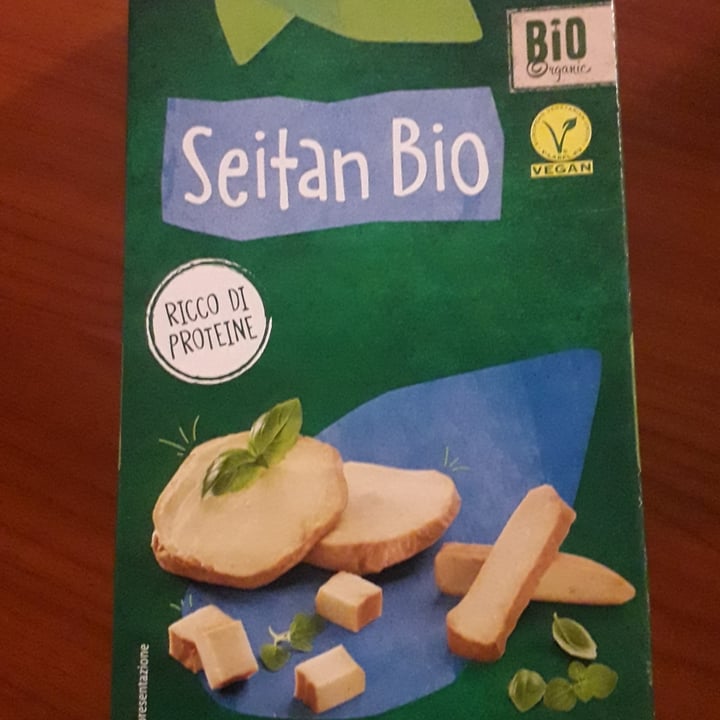 BiO
Organic
Seitan Bio
VEGAN
RICCO DI
PROTEINE